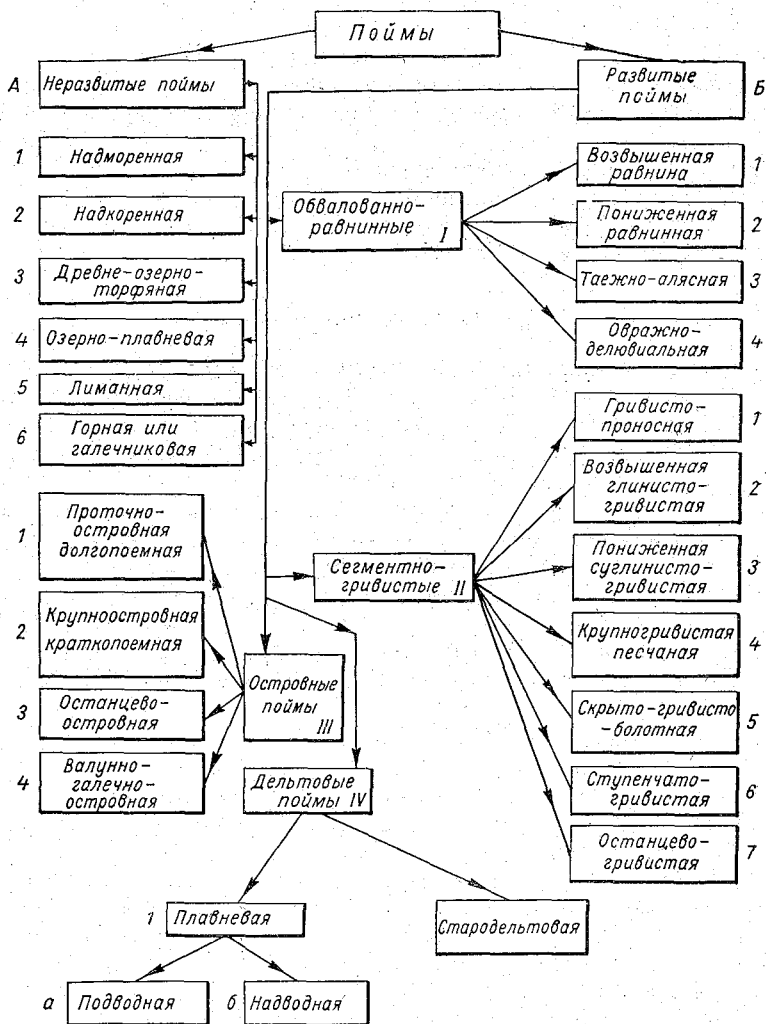 Поймы
А
Неразвитые поймы
Развитые
поймы
Б
1
Надморенная
2
Надкоренная
3
Древне-озерно-
торфяная
4
Озерно-плавневая
5
Лиманная
6
Горная или
галечниковая
Обвалованно-
равнинные
I
Возвышенная
равнина
1
Пониженная
равнинная
2
Таежно-алясная
3
Овражно-
делювиальная
4
Сегментно-
гривистые II
Гривисто-
проносная
1
Возвышенная
глинисто-
гривистая
2
Пониженная
суглинисто-
гривистая
3
Крупногривистая
песчаная
4
Скрыто-гривисто
-болотная
5
Ступенчато-
гривистая
6
Останцево-
гривистая
7
1
Проточно-
островная
долгопоемная
2
Крупноостровная
краткопоемная
3
Останцево-
островная
4
Валунно-
галечно-
островная
Островные
поймы
III
Дельтовые
поймы IV
1
Плавневая
Стародельтовая
а
Подводная
б
Надводная